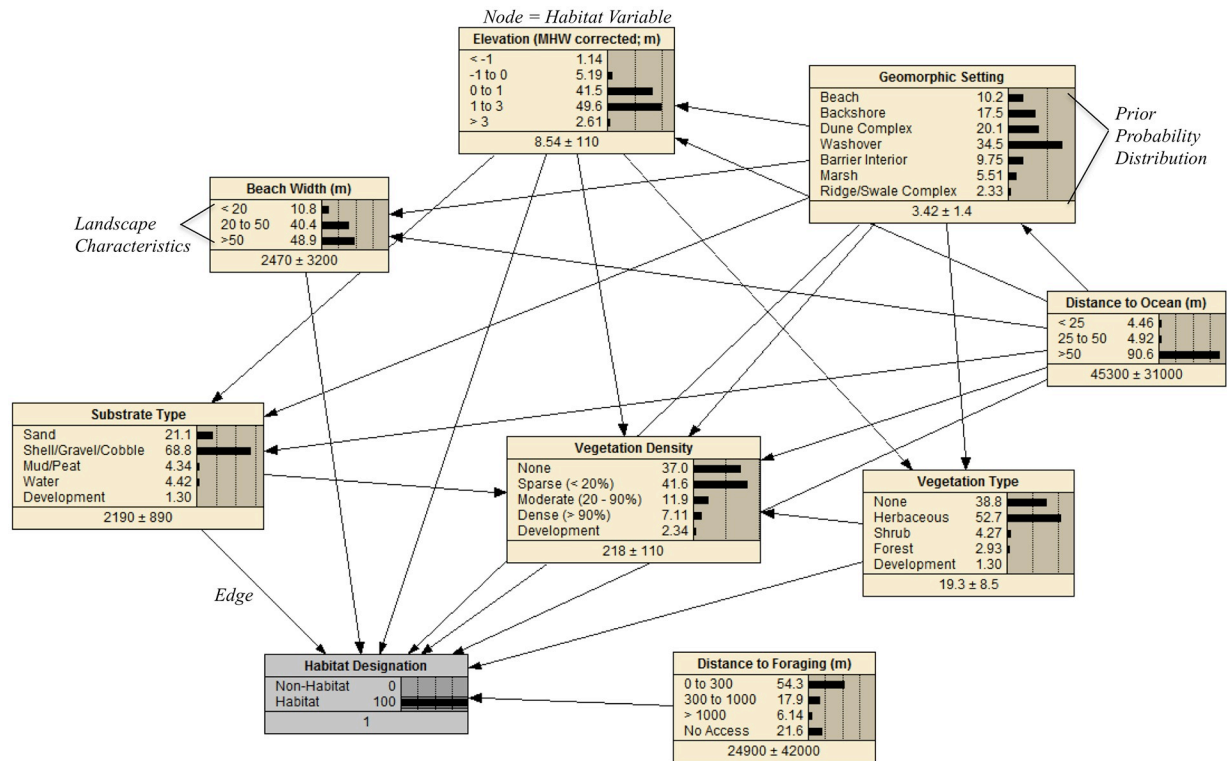 Node = Habitat Variable
Elevation (MHW corrected; m)
< -1 1.14
-1 to 0 5.19
0 to 1 41.5
1 to 3 49.6
> 3 2.61
8.54 ± 110
Geomorphic Setting
Beach 10.2
Backshore 17.5
Dune Complex 20.1
Washover 34.5
Barrier Interior 9.75
Marsh 5.51
Ridge/Swale Complex 2.33
3.42 ± 1.4
Prior
Probability
Distribution
Landscape
Characteristics
Beach Width (m)
< 20 10.8
20 to 50 40.4
>50 48.9
2470 ± 3200
Distance to Ocean (m)
< 25 4.46
25 to 50 4.92
>50 90.6
45300 ± 31000
Substrate Type
Sand 21.1
Shell/Gravel/Cobble 68.8
Mud/Peat 4.34
Water 4.42
Development 1.30
2190 ± 890
Vegetation Density
None 37.0
Sparse (< 20%) 41.6
Moderate (20 - 90%) 11.9
Dense (> 90%) 7.11
Development 2.34
218 ± 110
Vegetation Type
None 38.8
Herbaceous 52.7
Shrub 4.27
Forest 2.93
Development 1.30
19.3 ± 8.5
Edge
Habitat Designation
Non-Habitat 0
Habitat 100
1
Distance to Foraging (m)
0 to 300 54.3
300 to 1000 17.9
> 1000 6.14
No Access 21.6
24900 ± 42000